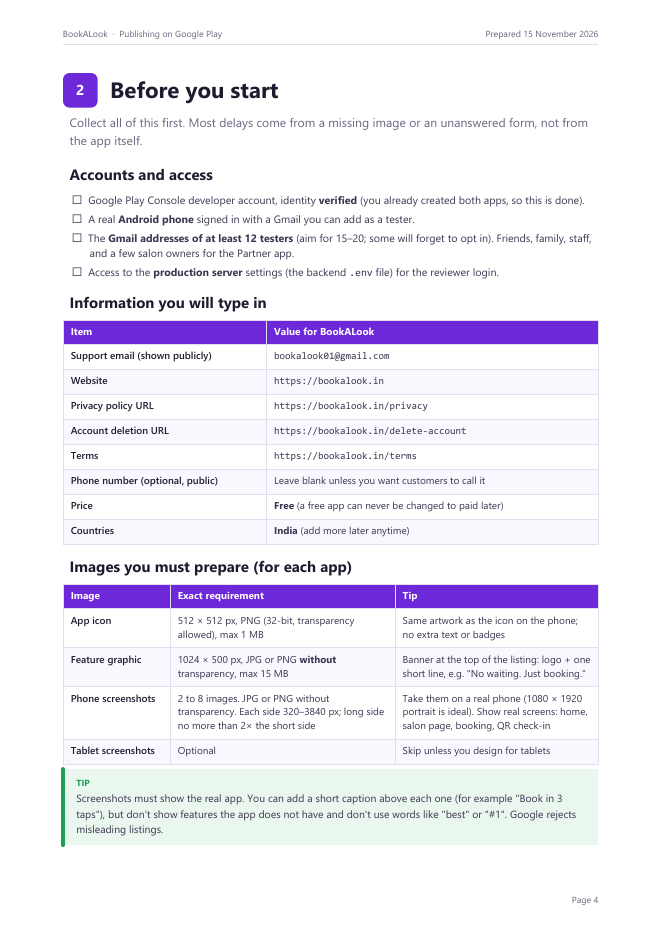 BookALook · Publishing on Google Play
Prepared 15 November 2026
2
Before you start
Collect all of this first. Most delays come from a missing image or an unanswered form, not from
the app itself.
Accounts and access
☐ Google Play Console developer account, identity verified (you already created both apps, so this is done).
☐ A real Android phone signed in with a Gmail you can add as a tester.
☐ The Gmail addresses of at least 12 testers (aim for 15–20; some will forget to opt in). Friends, family, staff,
and a few salon owners for the Partner app.
☐ Access to the production server settings (the backend .env file) for the reviewer login.
Information you will type in
Item Value for BookALook
Support email (shown publicly) bookalook01@gmail.com
Website https://bookalook.in
Privacy policy URL https://bookalook.in/privacy
Account deletion URL https://bookalook.in/delete-account
Terms https://bookalook.in/terms
Phone number (optional, public) Leave blank unless you want customers to call it
Price Free (a free app can never be changed to paid later)
Countries India (add more later anytime)
Images you must prepare (for each app)
Image Exact requirement Tip
App icon
512 × 512 px, PNG (32-bit, transparency
allowed), max 1 MB
Same artwork as the icon on the phone;
no extra text or badges
Feature graphic
1024 × 500 px, JPG or PNG without
transparency, max 15 MB
Banner at the top of the listing: logo + one
short line, e.g. "No waiting. Just booking."
Phone screenshots
2 to 8 images. JPG or PNG without
transparency. Each side 320–3840 px; long side
no more than 2× the short side
Take them on a real phone (1080 × 1920
portrait is ideal). Show real screens: home,
salon page, booking, QR check-in
Tablet screenshots Optional Skip unless you design for tablets
TIP
Screenshots must show the real app. You can add a short caption above each one (for example "Book in 3
taps"), but don't show features the app does not have and don't use words like "best" or "#1". Google rejects
misleading listings.
Page 4